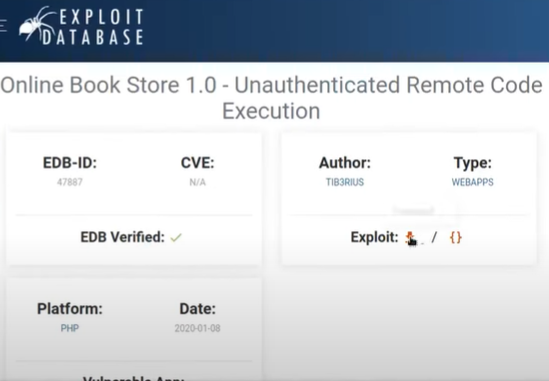 EXPLOIT
DATABASE
Online Book Store 1.0 - Unauthenticated Remote Code
Execution
EDB-ID:
47887
CVE:
N/A
Author:
TIB3RIUS
Type:
WEBAPPS
EDB Verified:
Exploit: / {}
Platform:
PHP
Date:
2020-01-08
Vulnerable App: